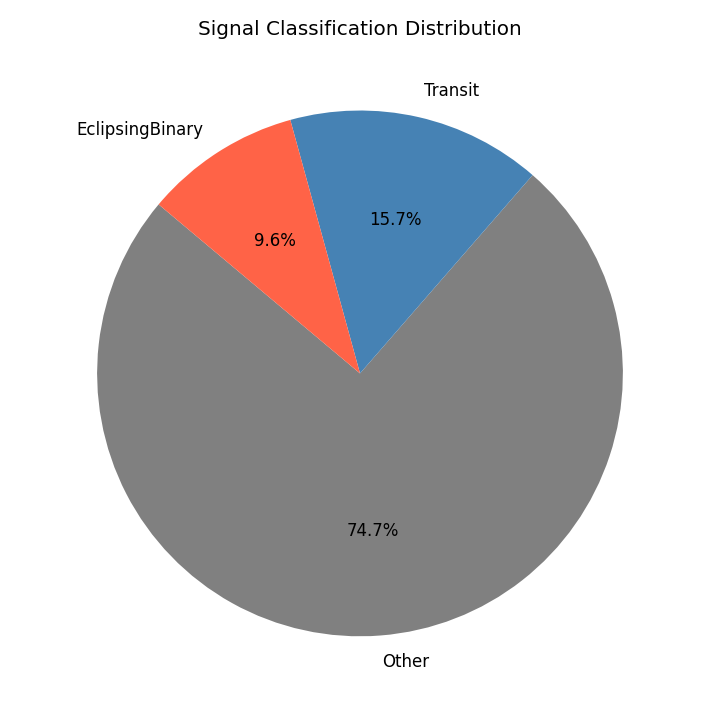 Signal Classification Distribution
Transit
EclipsingBinary
15.7%
9.6%
74.7%
Other